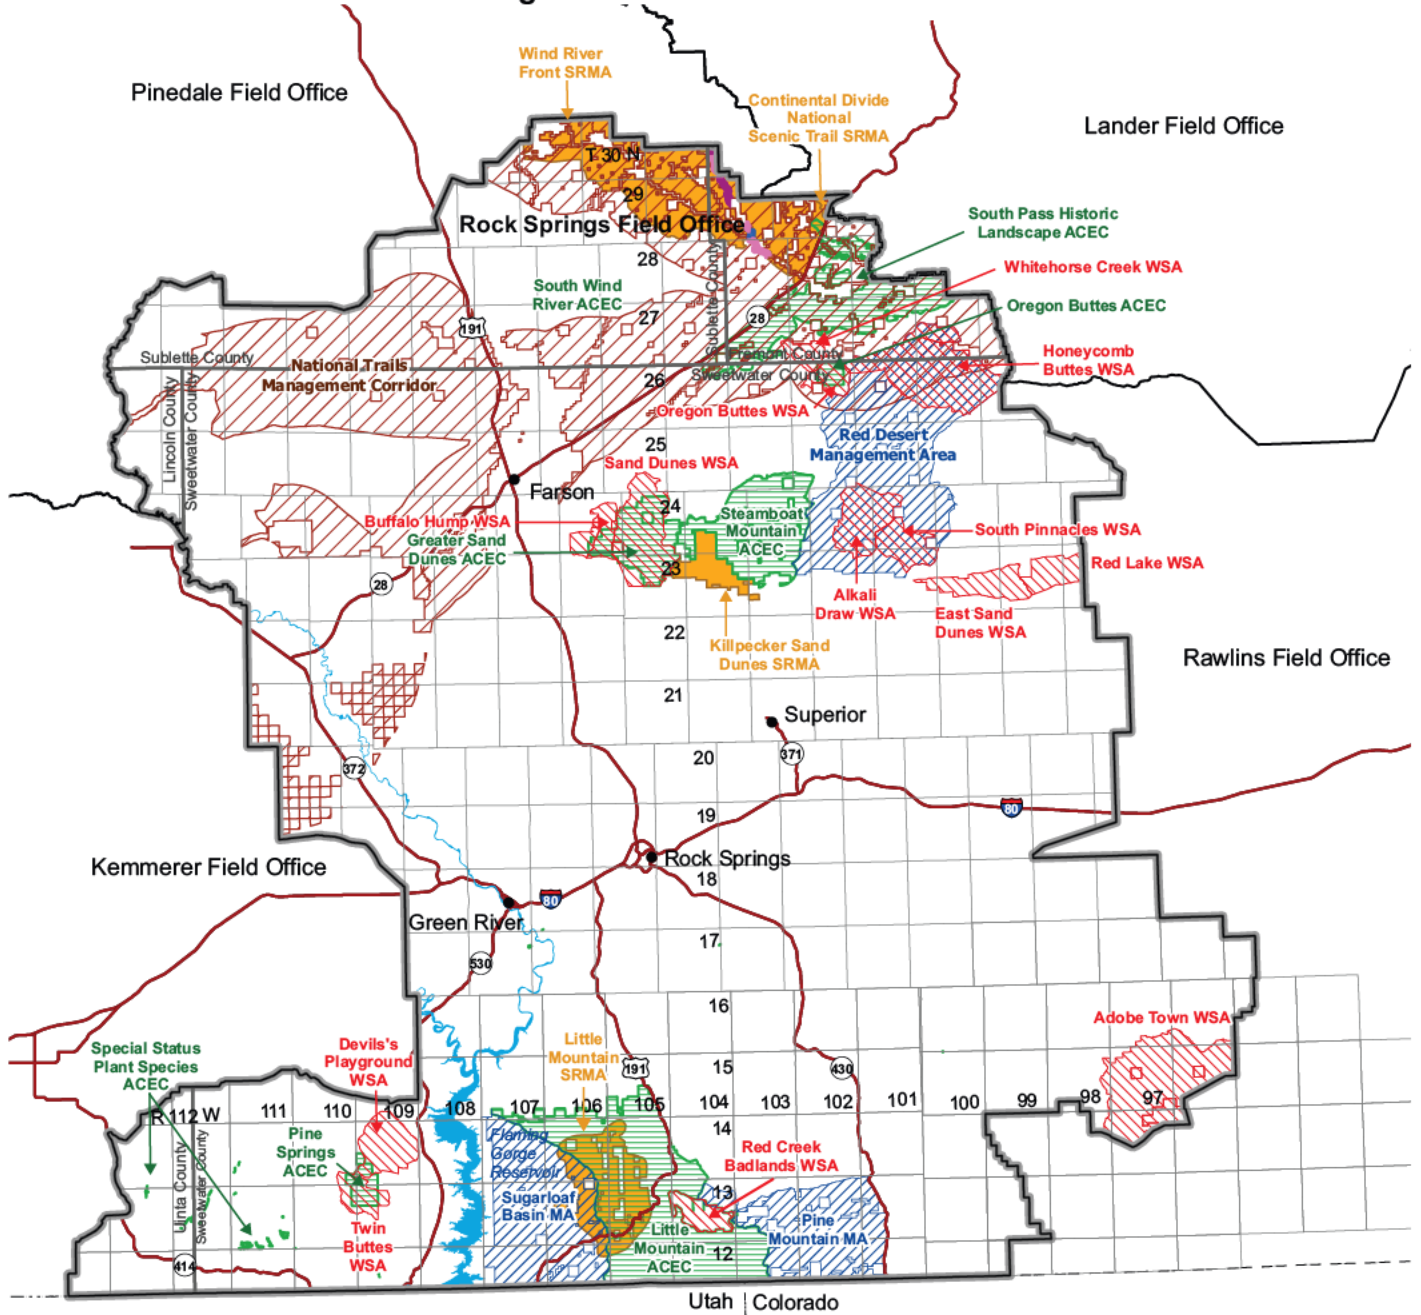 Wind River
Front SRMA
Pinedale Field Office
Continental Divide
National
Scenic Trail SRMA
Lander Field Office
T 30 N
29
Rock Springs Field Office
South Pass Historic
Landscape ACEC
28
Whitehorse Creek WSA
South Wind
River ACEC
Sublette County
Oregon Buttes ACEC
27
28
191
Sublette County
Fremont County
Honeycomb
Buttes WSA
National Trails
Management Corridor
Sweetwater County
26
Lincoln County
Sweetwater County
Oregon Buttes WSA
25
Red Desert
Management Area
Sand Dunes WSA
Farson
24
Buffalo Hump WSA
Steamboat
Mountain
ACEC
South Pinnacles WSA
Greater Sand
Dunes ACEC
23
Red Lake WSA
28
Alkali
Draw WSA
East Sand
Dunes WSA
22
Killpecker Sand
Dunes SRMA
Rawlins Field Office
21
Superior
20
371
372
19
80
Rock Springs
Kemmerer Field Office
18
80
Green River
17
530
16
Adobe Town WSA
Special Status
Plant Species
ACEC
Devil's
Playground
WSA
Little
Mountain
SRMA
191
15
430
R 112 W
111
110
109
108
107
106
105
104
103
102
101
100
99
98
97
14
Pine
Springs
ACEC
Flaming
Gorge
Reservoir
Red Creek
Badlands WSA
Uinta County
Sweetwater County
13
Sugarloaf
Basin MA
Pine
Mountain MA
Twin
Buttes
WSA
Little
Mountain
ACEC
12
414
Utah
Colorado